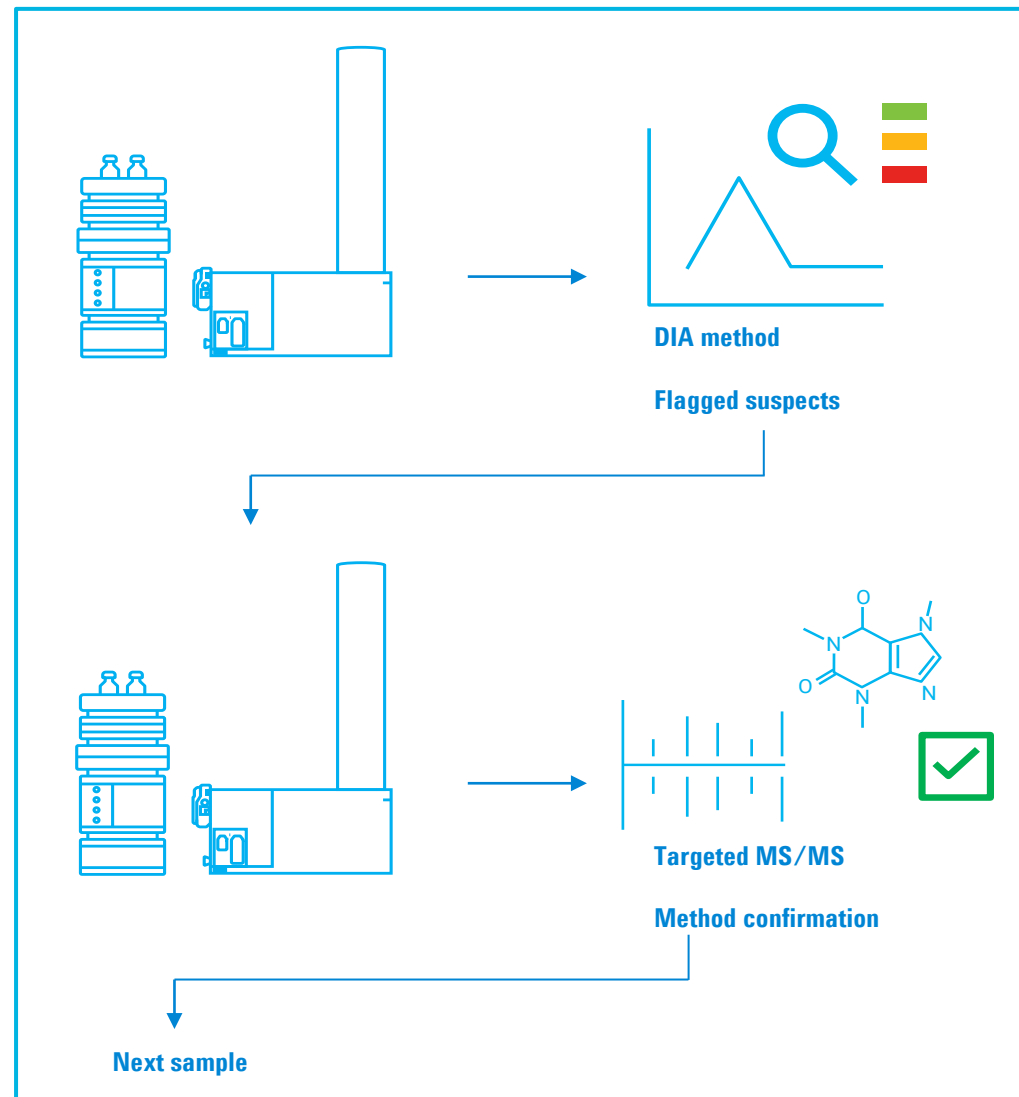 DIA method
Flagged suspects
O
N
N
O
N
N
Targeted MS/MS
Method confirmation
Next sample